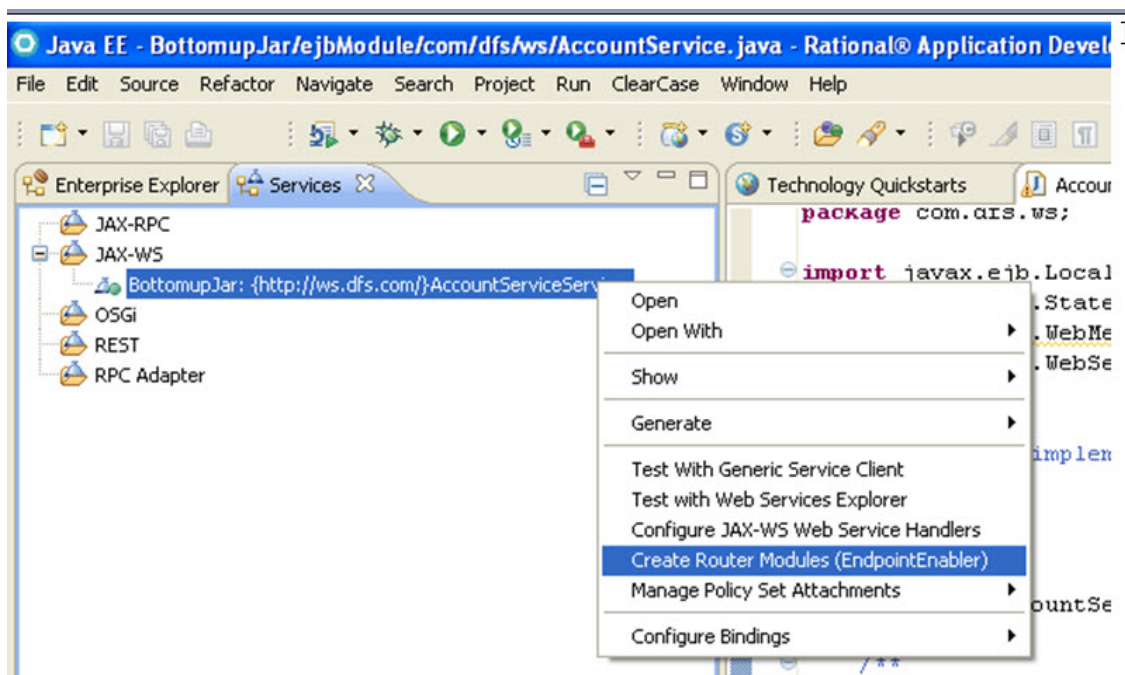 Java EE - BottomupJar/ejbModule/com/dfs/ws/AccountService.java - Rational® Application Devel
File Edit Source Refactor Navigate Search Project Run ClearCase Window Help
Enterprise Explorer Services
Technology Quickstarts Accour
JAX-RPC
JAX-WS
BottomupJar: {http://ws.dfs.com/}AccountServiceServ
OSGi
REST
RPC Adapter
Open
Open With
Show
Generate
Test With Generic Service Client
Test with Web Services Explorer
Configure JAX-WS Web Service Handlers
Create Router Modules (EndpointEnabler)
Manage Policy Set Attachments
Configure Bindings
package com.dfs.ws;
import javax.ejb.Local
.State
.WebMe
.WebSe
implem
ountSe
/**